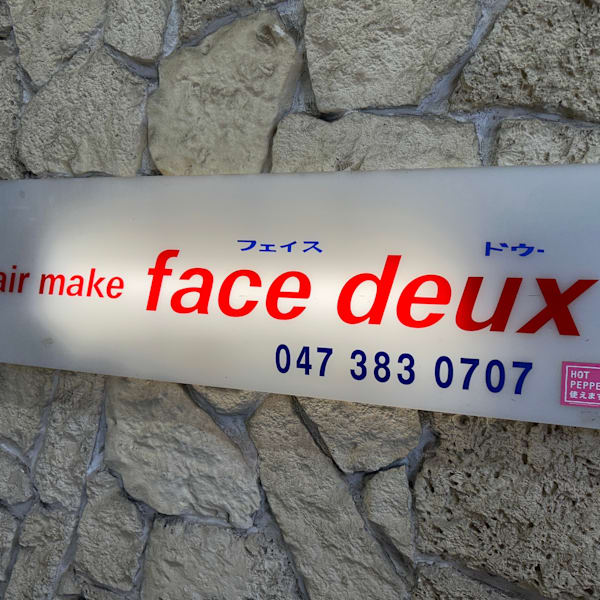 フェイス ドゥー
air make face deux
047 383 0707
HOT
PEPPE
使えます